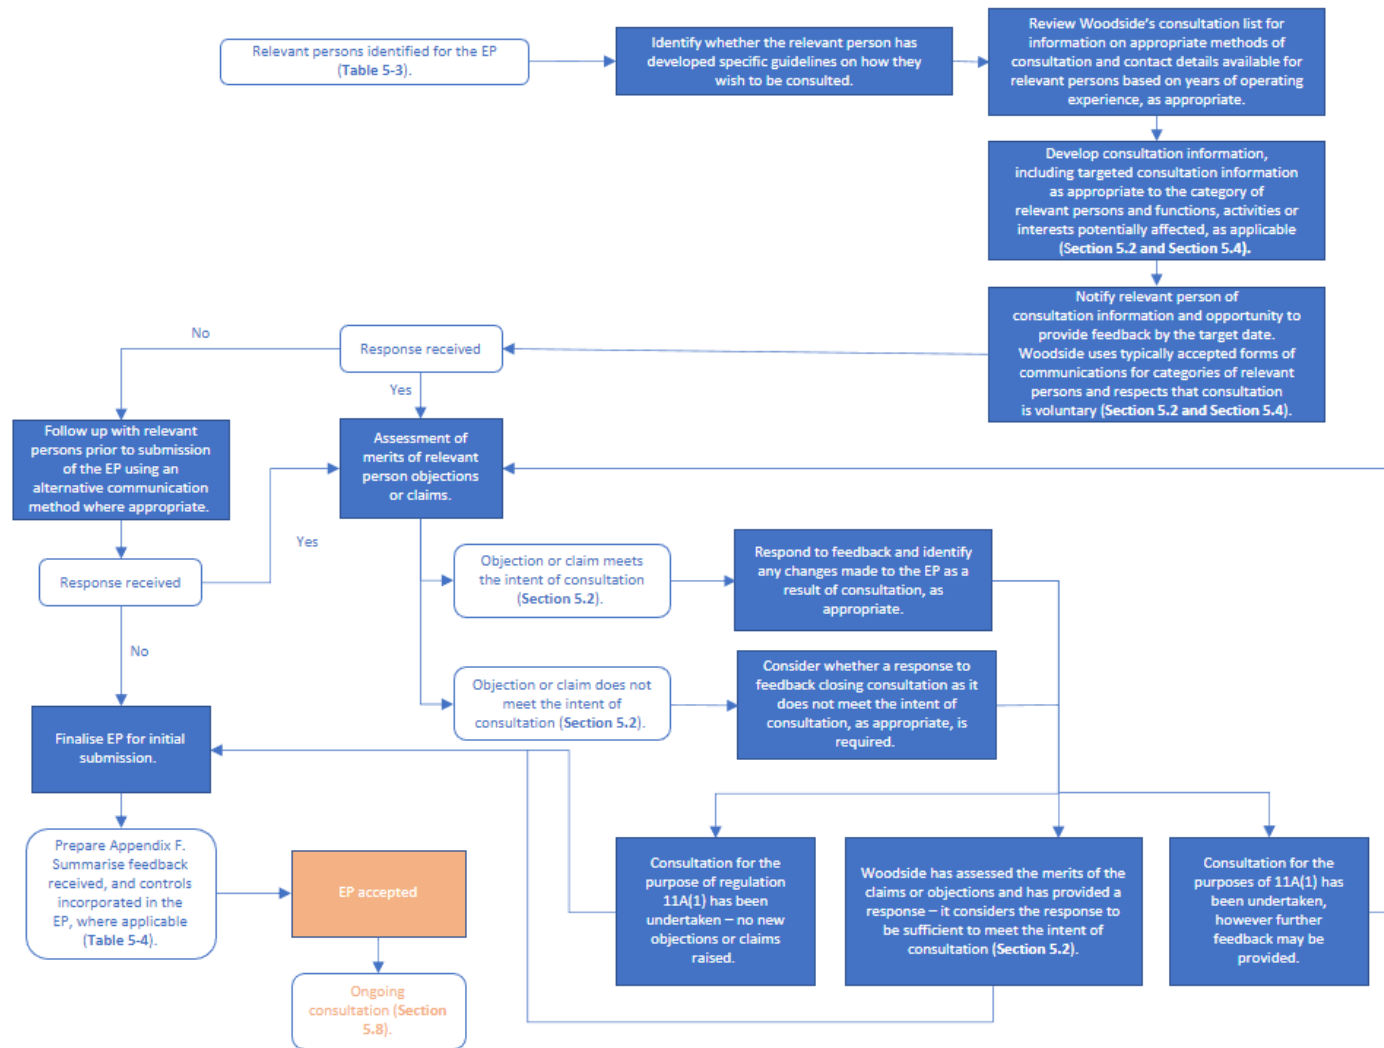 Relevant persons identified for the EP
(Table 5-3).
Identify whether the relevant person has
developed specific guidelines on how they
wish to be consulted.
Review Woodside's consultation list for
information on appropriate methods of
consultation and contact details available for
relevant persons based on years of operating
experience, as appropriate.
Develop consultation information,
including targeted consultation information
as appropriate to the category of
relevant persons and functions, activities or
interests potentially affected, as applicable
(Section 5.2 and Section 5.4).
Notify relevant person of
consultation information and opportunity to
provide feedback by the target date.
Woodside uses typically accepted forms of
communications for categories of relevant
persons and respects that consultation
is voluntary (Section 5.2 and Section 5.4).
Response received
No
Yes
Follow up with relevant
persons prior to submission
of the EP using an
alternative communication
method where appropriate.
Assessment of
merits of relevant
person objections
or claims.
Response received
Yes
No
Objection or claim meets
the intent of consultation
(Section 5.2).
Respond to feedback and identify
any changes made to the EP as a
result of consultation, as
appropriate.
Objection or claim does not
meet the intent of
consultation (Section 5.2).
Consider whether a response to
feedback closing consultation as it
does not meet the intent of
consultation, as appropriate, is
required.
Finalise EP for initial
submission.
Prepare Appendix F.
Summarise feedback
received, and controls
incorporated in the
EP, where applicable
(Table 5-4).
EP accepted
Ongoing
consultation (Section
5.8).
Consultation for the
purpose of regulation
11A(1) has been
undertaken – no new
objections or claims
raised.
Woodside has assessed the merits of the
claims or objections and has provided a
response – it considers the response to
be sufficient to meet the intent of
consultation (Section 5.2).
Consultation for the
purposes of 11A(1) has
been undertaken,
however further
feedback may be
provided.